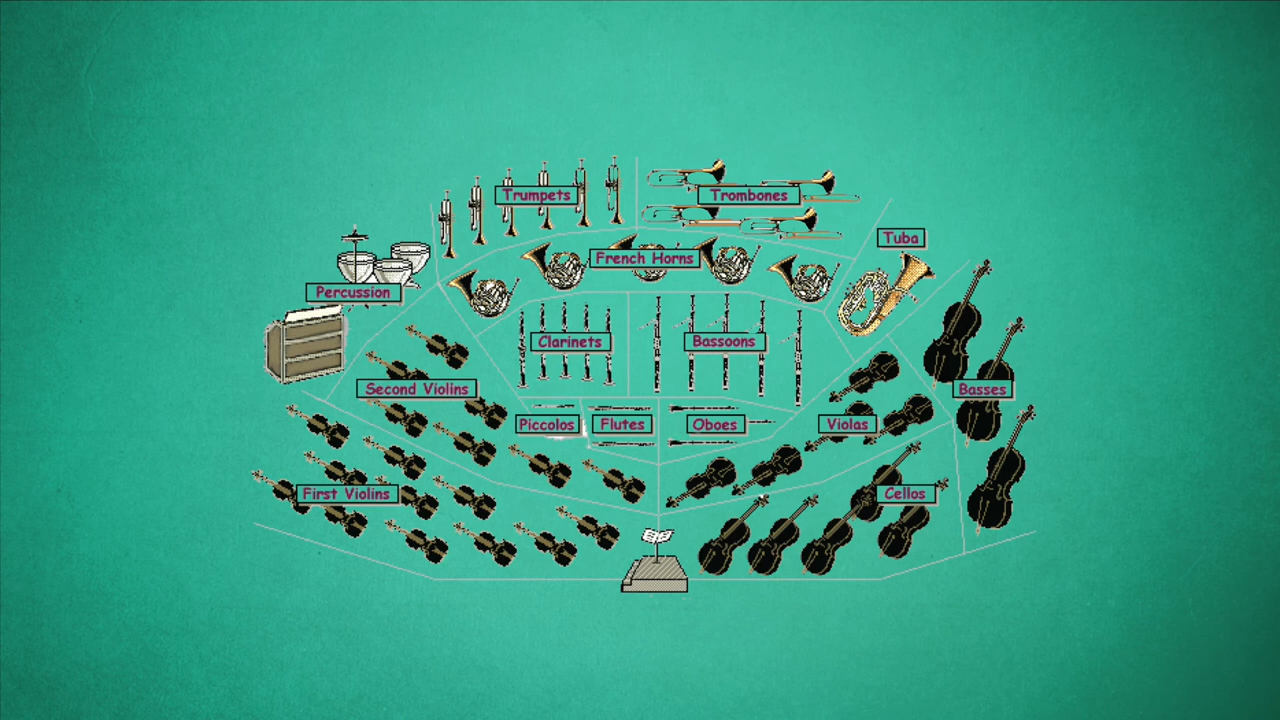 Trumpets
Trombones
Tuba
French Horns
Percussion
Clarinets
Bassoons
Second Violins
Basses
Piccolos
Flutes
Oboes
Violas
First Violins
Cellos